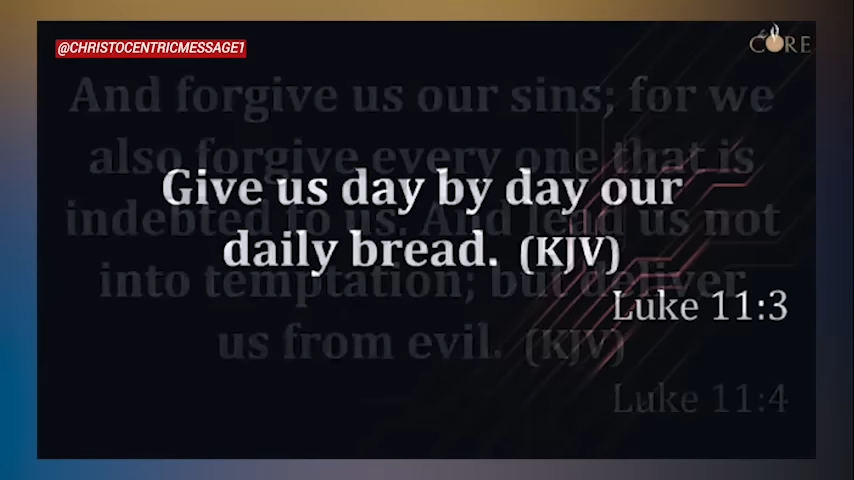 @CHRISTOCENTRICMESSAGE1
CORE
Give us day by day our
daily bread. (KJV)
Luke 11:3
And forgive us our sins; for we
also forgive every one that is
indebted to us. And lead us not
into temptation; but deliver
us from evil. (KJV)
Luke 11:4